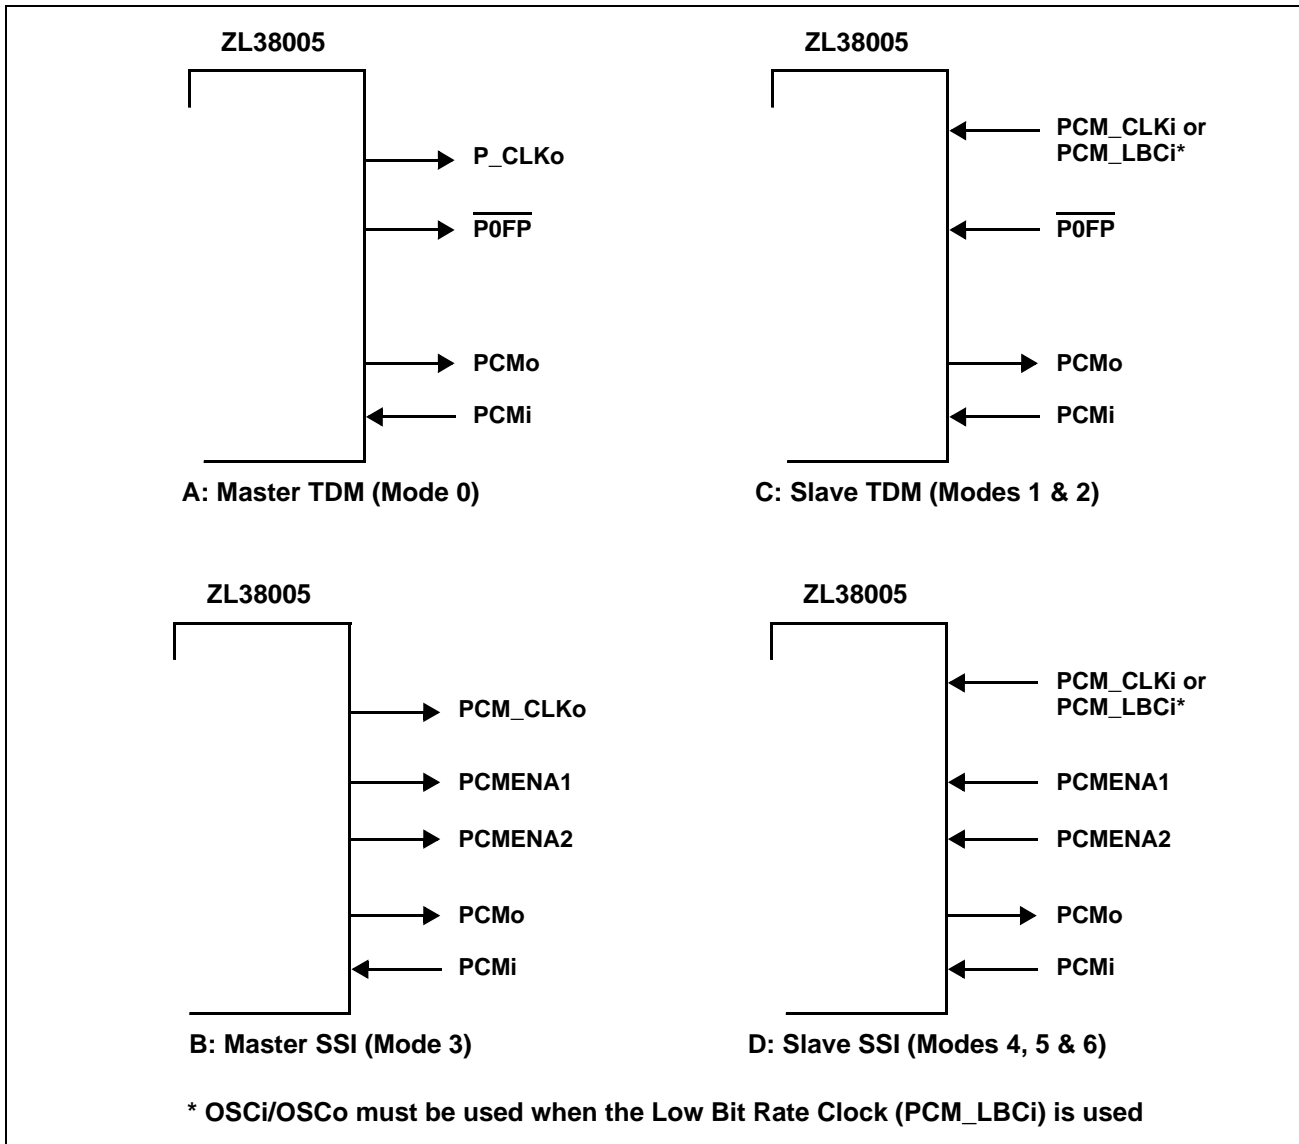 ZL38005
P_CLKo
P0FP
PCMo
PCMi
A: Master TDM (Mode 0)
ZL38005
PCM_CLKi or
PCM_LBCi*
P0FP
PCMo
PCMi
C: Slave TDM (Modes 1 & 2)
ZL38005
PCM_CLKo
PCMENA1
PCMENA2
PCMo
PCMi
B: Master SSI (Mode 3)
ZL38005
PCM_CLKi or
PCM_LBCi*
PCMENA1
PCMENA2
PCMo
PCMi
D: Slave SSI (Modes 4, 5 & 6)
* OSCi/OSCo must be used when the Low Bit Rate Clock (PCM_LBCi) is used